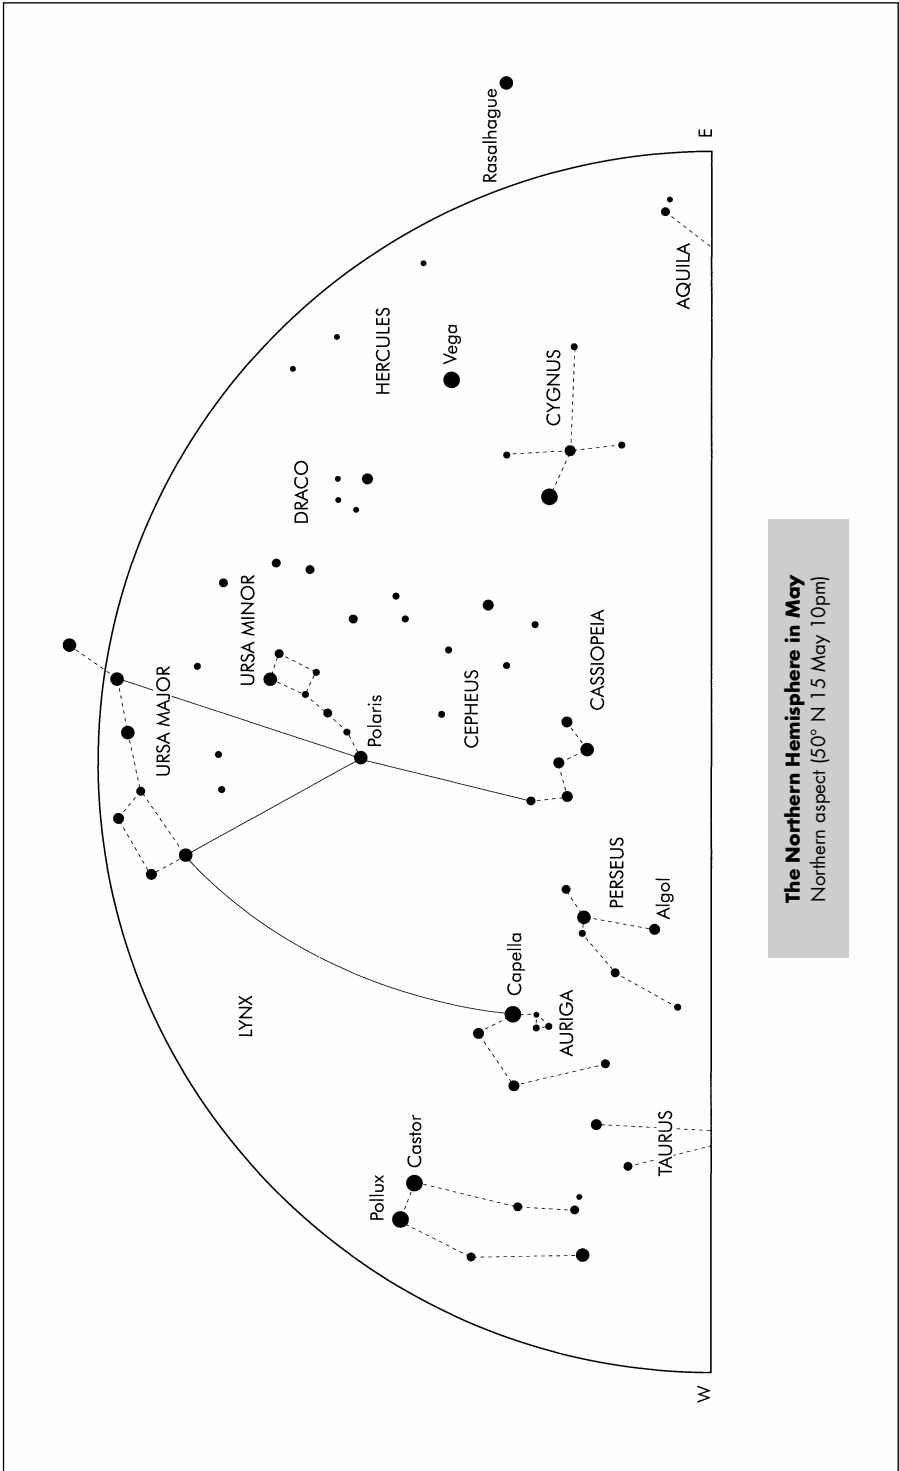 URSA MAJOR
URSA MINOR
DRACO
HERCULES
Rasalhague
Vega
LYNX
Polaris
CEPHEUS
CYGNUS
CASSIOPEIA
Pollux
Castor
Capella
AURIGA
PERSEUS
Algol
TAURUS
AQUILA
W
E
The Northern Hemisphere in May
Northern aspect (50° N 15 May 10pm)